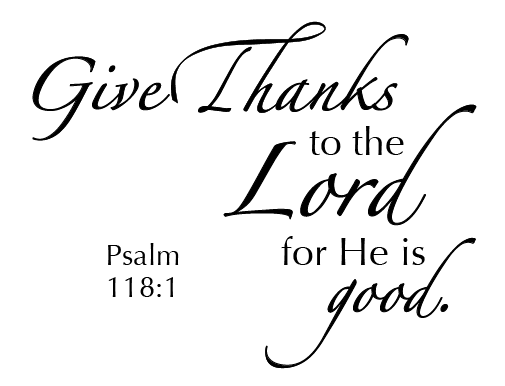 Give Thanks
to the
Lord
for He is
good.
Psalm
118:1